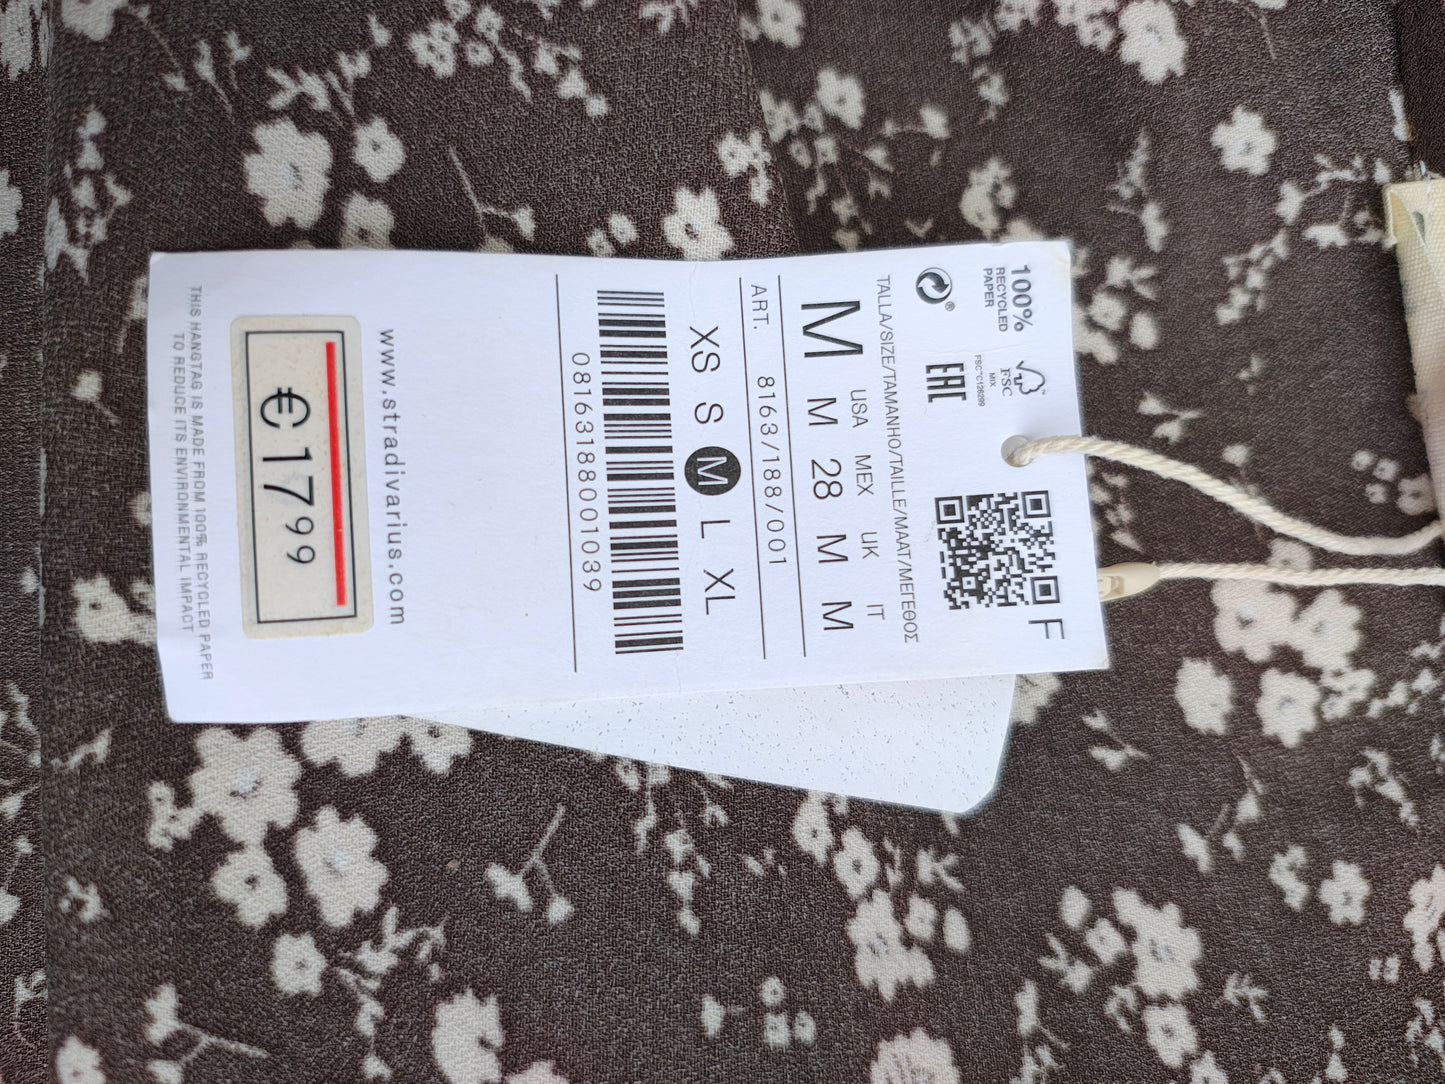 100%
RECYCLED
PAPER
FSC™
FSC™C128099
MIX
®
EAC
F
TALLA/SIZE/TAMANHO/TAILLE/MAAT/ΜΕΓΕΘΟΣ
USA MEX UK IT
M M 28 M M
ART. 8163/188/001
XS S M L XL
08163188001039
www.stradivarius.com
€1799
THIS HANGTAG IS MADE FROM 100% RECYCLED PAPER
TO REDUCE ITS ENVIRONMENTAL IMPACT